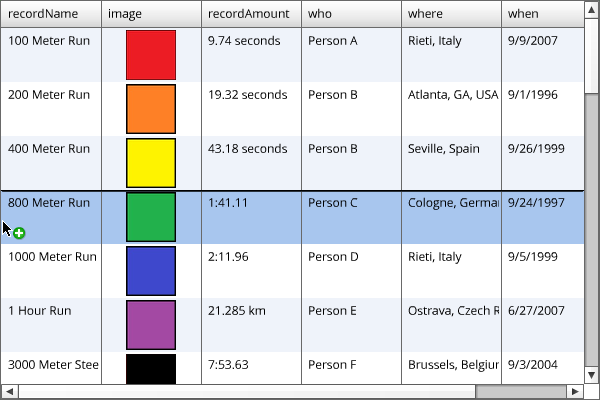 recordName image recordAmount who where when
100 Meter Run 9.74 seconds Person A Rieti, Italy 9/9/2007
200 Meter Run 19.32 seconds Person B Atlanta, GA, USA 9/1/1996
400 Meter Run 43.18 seconds Person B Seville, Spain 9/26/1999
800 Meter Run 1:41.11 Person C Cologne, Germa 9/24/1997
1000 Meter Run 2:11.96 Person D Rieti, Italy 9/5/1999
1 Hour Run 21.285 km Person E Ostrava, Czech R 6/27/2007
3000 Meter Stee 7:53.63 Person F Brussels, Belgiu 9/3/2004